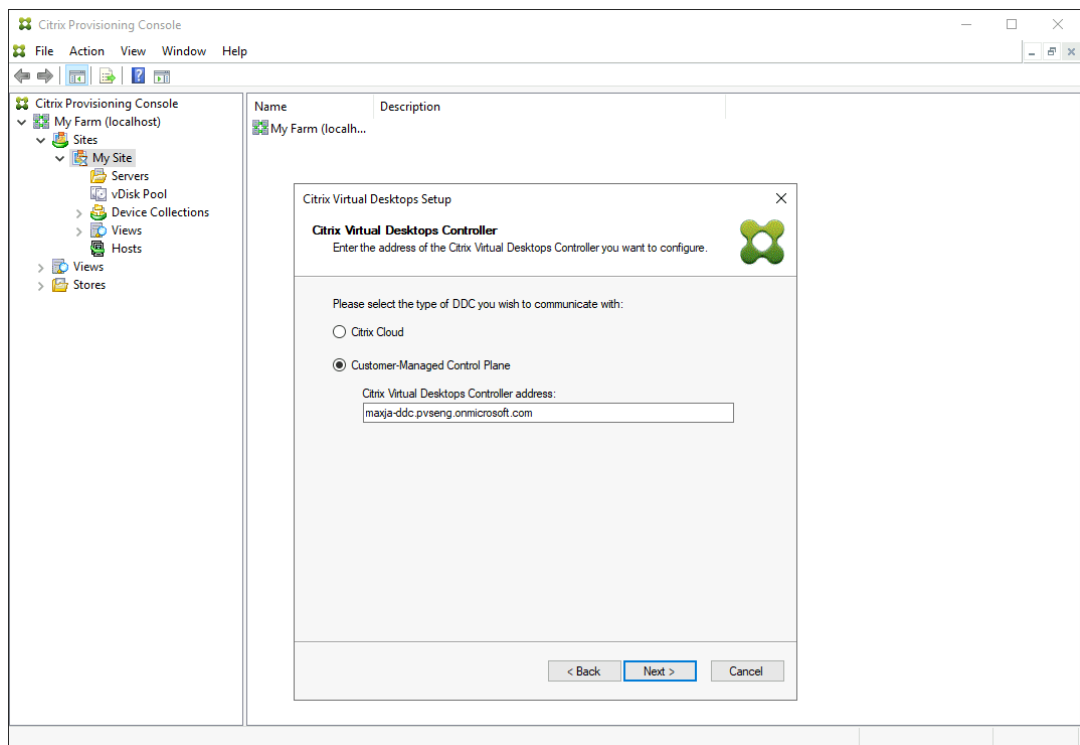 Citrix Provisioning Console
File Action View Window Help
Citrix Provisioning Console
My Farm (localhost)
Sites
My Site
Servers
vDisk Pool
Device Collections
Views
Hosts
Views
Stores
Name Description
My Farm (localh...
Citrix Virtual Desktops Setup
Citrix Virtual Desktops Controller
Enter the address of the Citrix Virtual Desktops Controller you want to configure.
Please select the type of DDC you wish to communicate with:
Citrix Cloud
Customer-Managed Control Plane
Citrix Virtual Desktops Controller address:
maxja-ddc.pvseng.onmicrosoft.com
< Back Next > Cancel